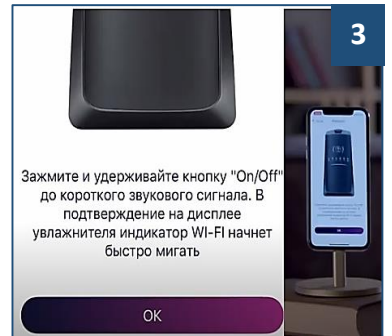 3
Зажмите и удерживайте кнопку "On/Off"
до короткого звукового сигнала. В
подтверждение на дисплее
увлажнителя индикатор WI-FI начнет
быстро мигать
OK